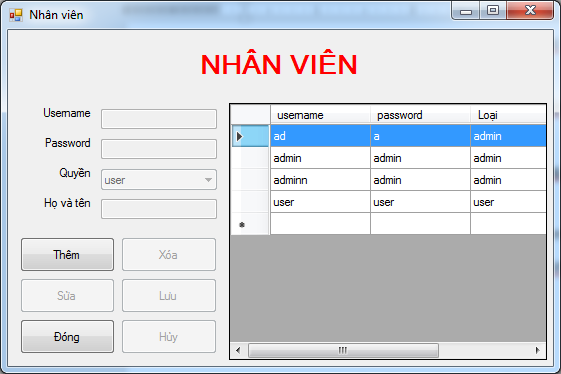 Nhân viên
NHÂN VIÊN
Username
Password
Quyền
user
Họ và tên
Thêm
Xóa
Sửa
Lưu
Đóng
Hủy
username password Loại
ad a admin
admin admin admin
adminn admin admin
user user user